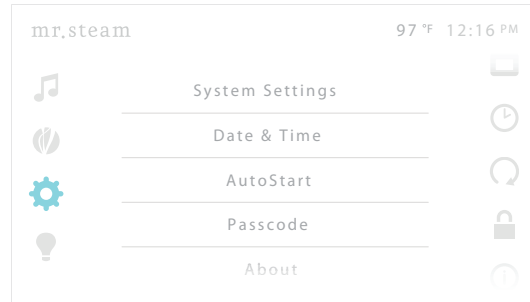 mr.steam 97 °F 12:16 PM
System Settings
Date & Time
AutoStart
Passcode
About